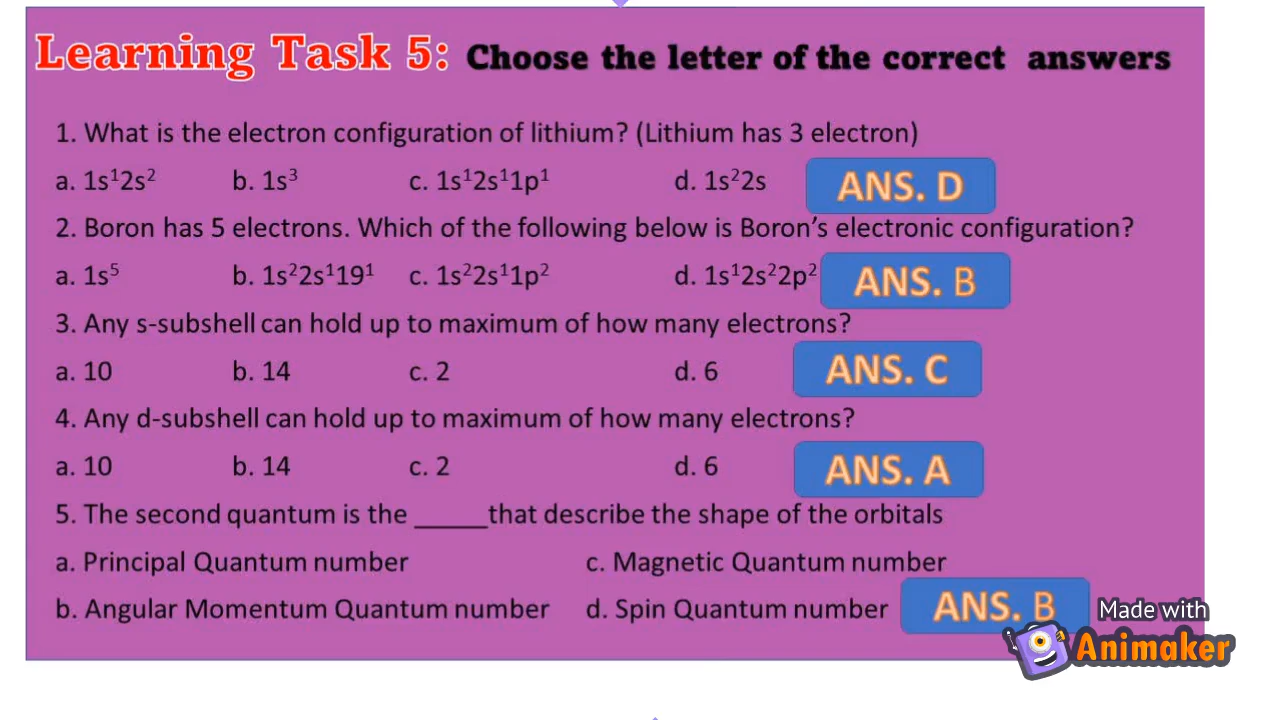 Learning Task 5: Choose the letter of the correct answers
1. What is the electron configuration of lithium? (Lithium has 3 electron)
a. 1s¹2s² b. 1s³ c. 1s¹2s¹1p¹ d. 1s²2s ANS. D
2. Boron has 5 electrons. Which of the following below is Boron's electronic configuration?
a. 1s⁵ b. 1s²2s¹19¹ c. 1s²2s¹1p² d. 1s¹2s²2p² ANS. B
3. Any s-subshell can hold up to maximum of how many electrons?
a. 10 b. 14 c. 2 d. 6 ANS. C
4. Any d-subshell can hold up to maximum of how many electrons?
a. 10 b. 14 c. 2 d. 6 ANS. A
5. The second quantum is the _____that describe the shape of the orbitals
a. Principal Quantum number c. Magnetic Quantum number
b. Angular Momentum Quantum number d. Spin Quantum number ANS. B
Made with
Animaker